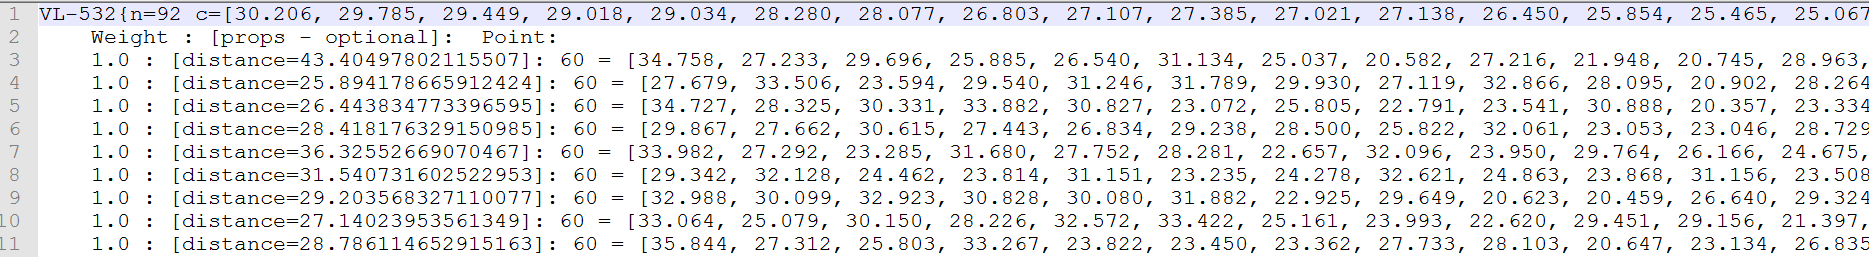 1 VL-532{n=92 c=[30.206, 29.785, 29.449, 29.018, 29.034, 28.280, 28.077, 26.803, 27.107, 27.385, 27.021, 27.138, 26.450, 25.854, 25.465, 25.067
2 Weight : [props - optional]: Point:
3 1.0 : [distance=43.40497802115507]: 60 = [34.758, 27.233, 29.696, 25.885, 26.540, 31.134, 25.037, 20.582, 27.216, 21.948, 20.745, 28.963,
4 1.0 : [distance=25.894178665912424]: 60 = [27.679, 33.506, 23.594, 29.540, 31.246, 31.789, 29.930, 27.119, 32.866, 28.095, 20.902, 28.264
5 1.0 : [distance=26.443834773396595]: 60 = [34.727, 28.325, 30.331, 33.882, 30.827, 23.072, 25.805, 22.791, 23.541, 30.888, 20.357, 23.334
6 1.0 : [distance=28.418176329150985]: 60 = [29.867, 27.662, 30.615, 27.443, 26.834, 29.238, 28.500, 25.822, 32.061, 23.053, 23.046, 28.729
7 1.0 : [distance=36.32552669070467]: 60 = [33.982, 27.292, 23.285, 31.680, 27.752, 28.281, 22.657, 32.096, 23.950, 29.764, 26.166, 24.675,
8 1.0 : [distance=31.540731602522953]: 60 = [29.342, 32.128, 24.462, 23.814, 31.151, 23.235, 24.278, 32.621, 24.863, 23.868, 31.156, 23.508
9 1.0 : [distance=29.203568327110077]: 60 = [32.988, 30.099, 32.923, 30.828, 30.080, 31.882, 22.925, 29.649, 20.623, 20.459, 26.640, 29.324
10 1.0 : [distance=27.14023953561349]: 60 = [33.064, 25.079, 30.150, 28.226, 32.572, 33.422, 25.161, 23.993, 22.620, 29.451, 29.156, 21.397,
11 1.0 : [distance=28.786114652915163]: 60 = [35.844, 27.312, 25.803, 33.267, 23.822, 23.450, 23.362, 27.733, 28.103, 20.647, 23.134, 26.835